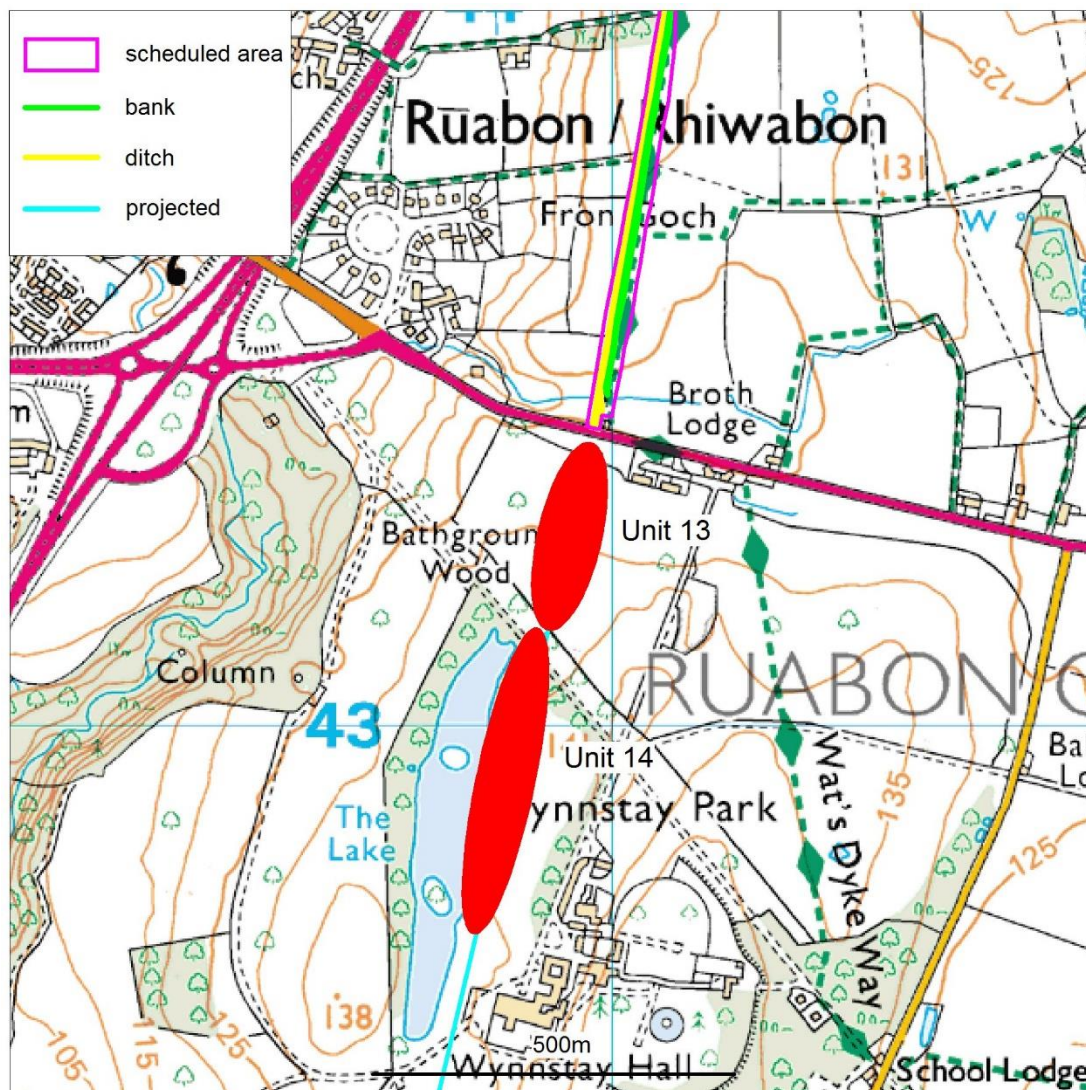 scheduled area
bank
ditch
projected
Ruabon / Rhiwabon
125
131
Fron Goch
W
Broth
Lodge
Unit 13
Bathground
Wood
Column
RUABON
43
Unit 14
The
Lake
ynnstay Park
Wat's Dyke Way
135
125
138
105
115
125
500m
Wynnstay Hall
School Lodge